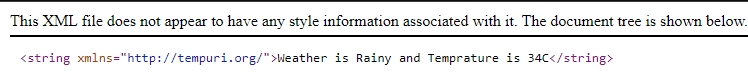 This XML file does not appear to have any style information associated with it. The document tree is shown below.
<string xmlns="http://tempuri.org/">Weather is Rainy and Temprature is 34C</string>